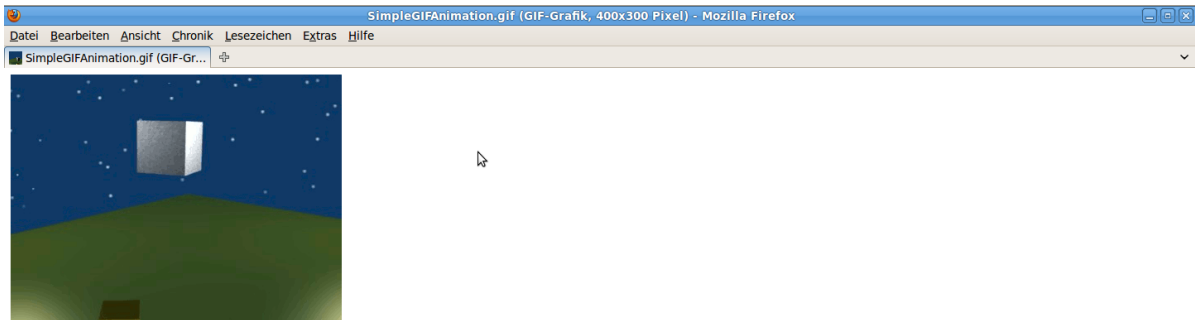 SimpleGIFAnimation.gif (GIF-Grafik, 400x300 Pixel) - Mozilla Firefox
Datei Bearbeiten Ansicht Chronik Lesezeichen Extras Hilfe
SimpleGIFAnimation.gif (GIF-Gr...